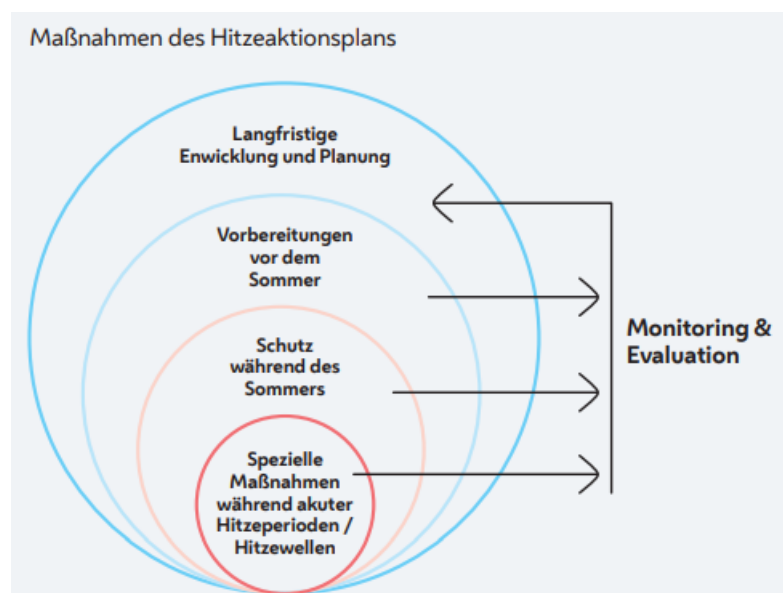 Maßnahmen des Hitzeaktionsplans
Langfristige
Enwicklung und Planung
Vorbereitungen
vor dem
Sommer
Schutz
während des
Sommers
Spezielle
Maßnahmen
während akuter
Hitzeperioden /
Hitzewellen
Monitoring &
Evaluation